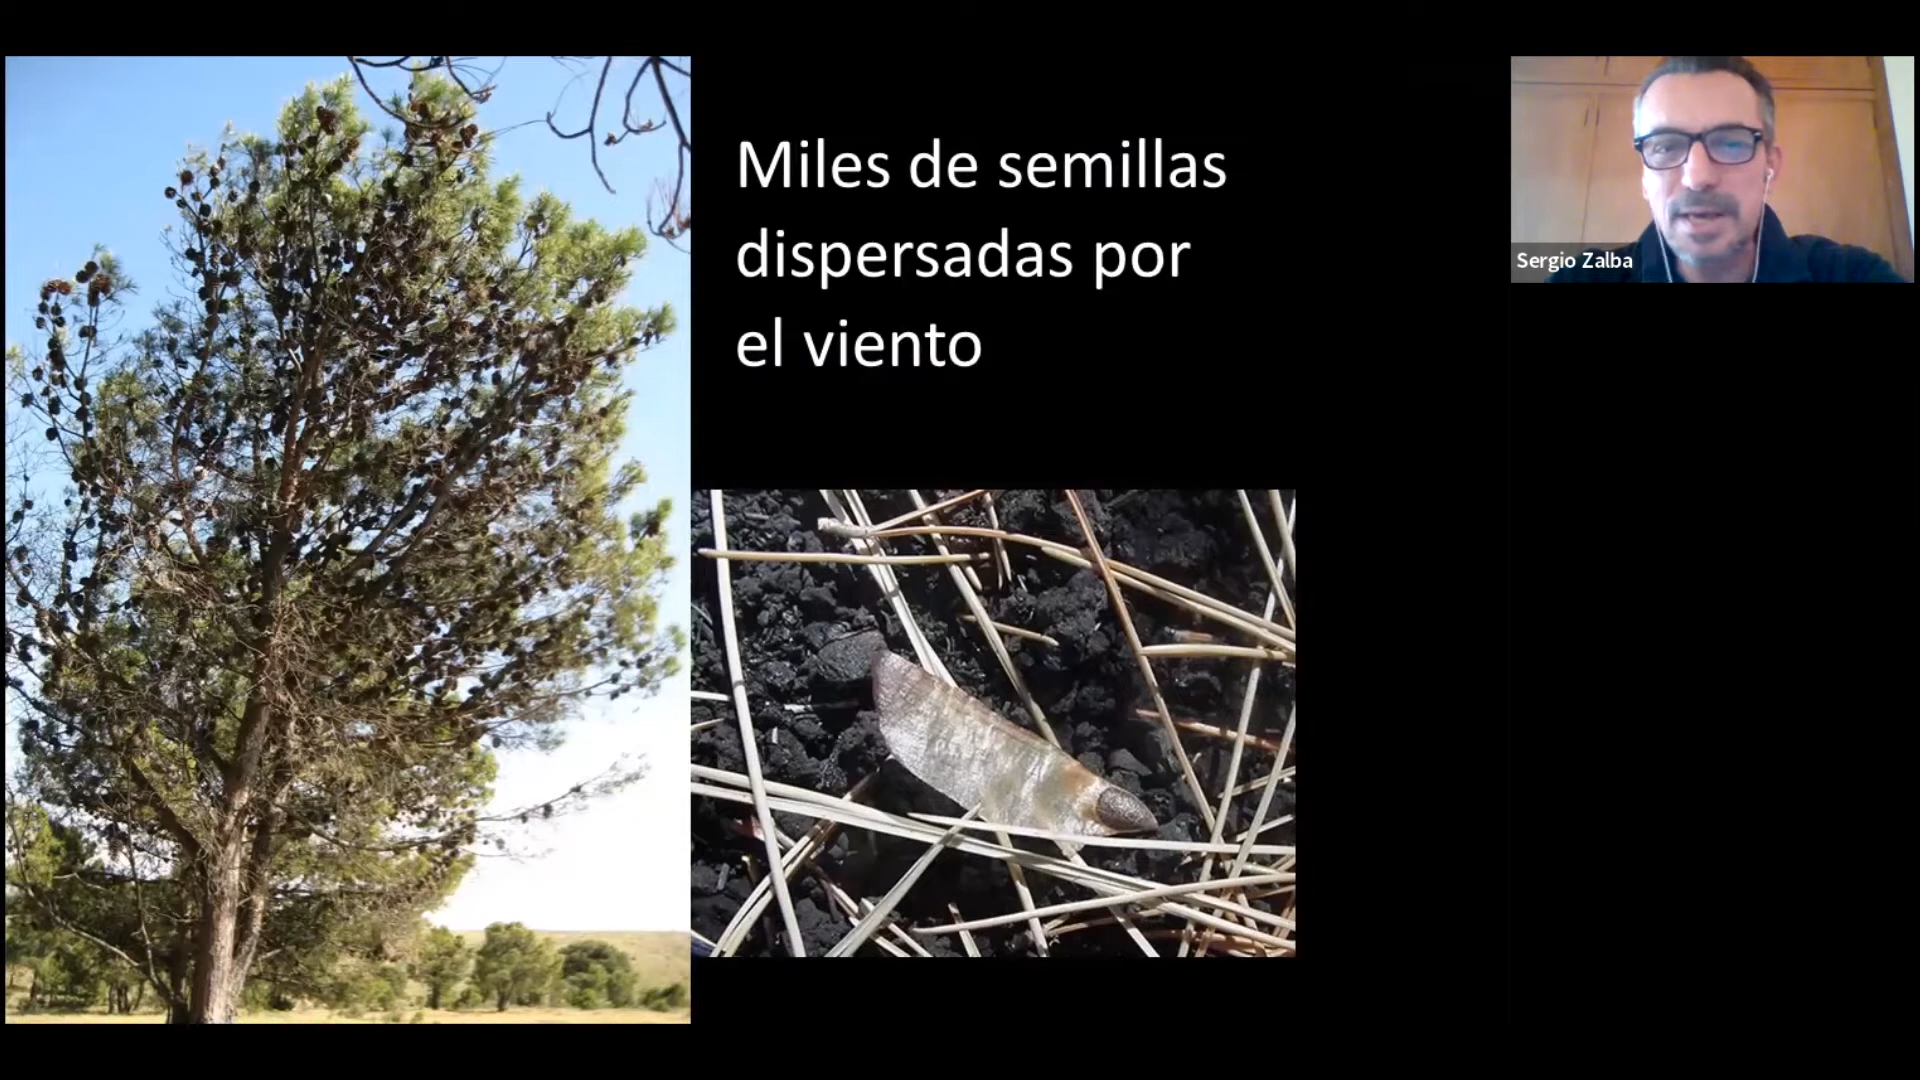 Miles de semillas
dispersadas por
el viento
Sergio Zalba